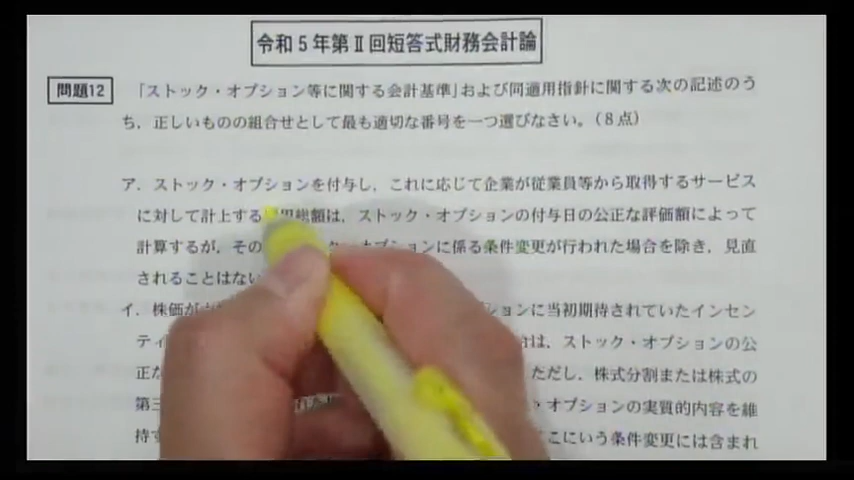 令和5年第Ⅱ回短答式財務会計論
問題12 「ストック・オプション等に関する会計基準」および同適用指針に関する次の記述のう
ち、正しいものの組合せとして最も適切な番号を一つ選びなさい。(8点)
ア. ストック・オプションを付与し、これに応じて企業が従業員等から取得するサービス
に対して計上する 総額は、ストック・オプションの付与日の公正な評価額によって
計算するが、その オプションに係る条件変更が行われた場合を除き、見直
されることはない
イ. 株価が ションに当初期待されていたインセン
ティ 合は、ストック・オプションの公
正な ただし、株式分割または株式の
第三 オプションの実質的内容を維
持す ここにいう条件変更には含まれ